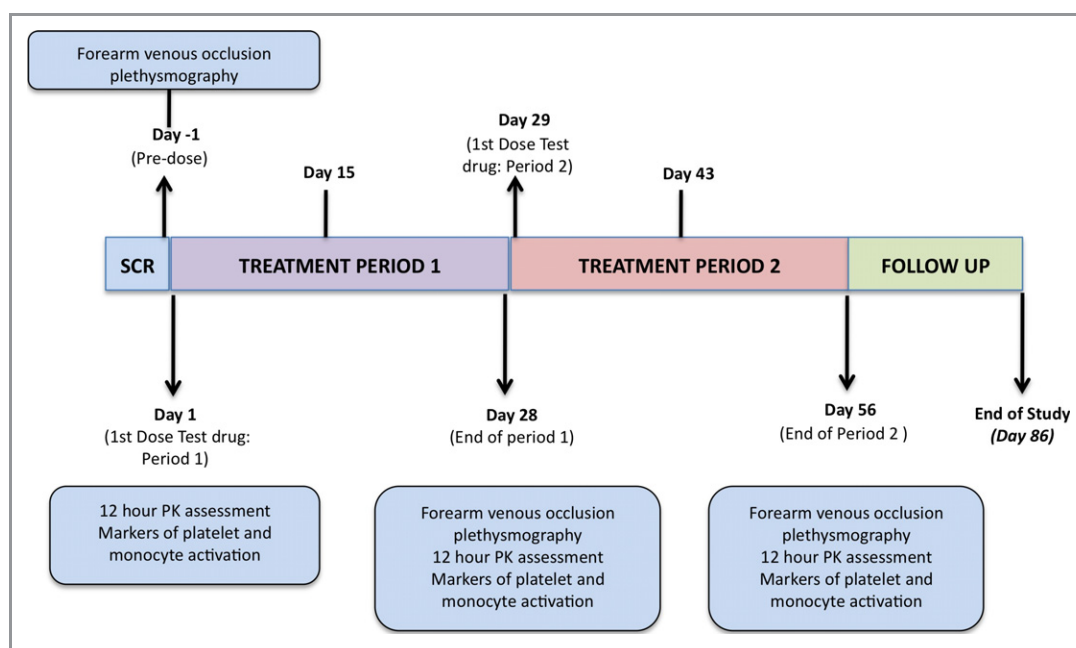 Forearm venous occlusion
plethysmography
Day -1
(Pre-dose)
Day 15
Day 29
(1st Dose Test
drug: Period 2)
Day 43
SCR
TREATMENT PERIOD 1
TREATMENT PERIOD 2
FOLLOW UP
Day 1
(1st Dose Test drug:
Period 1)
Day 28
(End of period 1)
Day 56
(End of Period 2 )
End of Study
(Day 86)
12 hour PK assessment
Markers of platelet and
monocyte activation
Forearm venous occlusion
plethysmography
12 hour PK assessment
Markers of platelet and
monocyte activation
Forearm venous occlusion
plethysmography
12 hour PK assessment
Markers of platelet and
monocyte activation